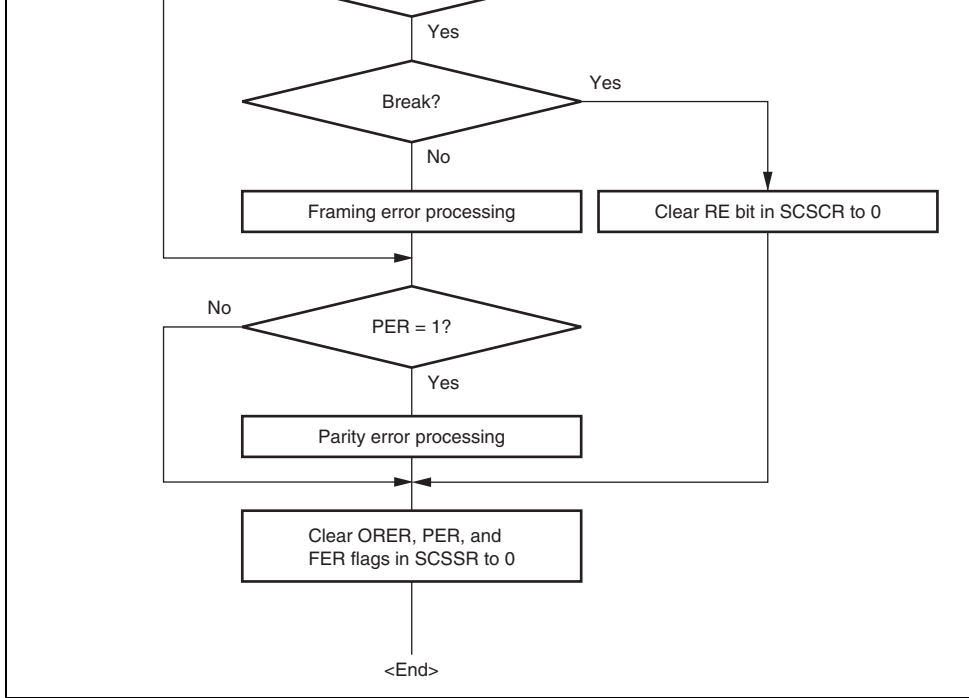 Yes
Break?
Yes
No
Framing error processing
Clear RE bit in SCSCR to 0
No
PER = 1?
Yes
Parity error processing
Clear ORER, PER, and
FER flags in SCSSR to 0
<End>